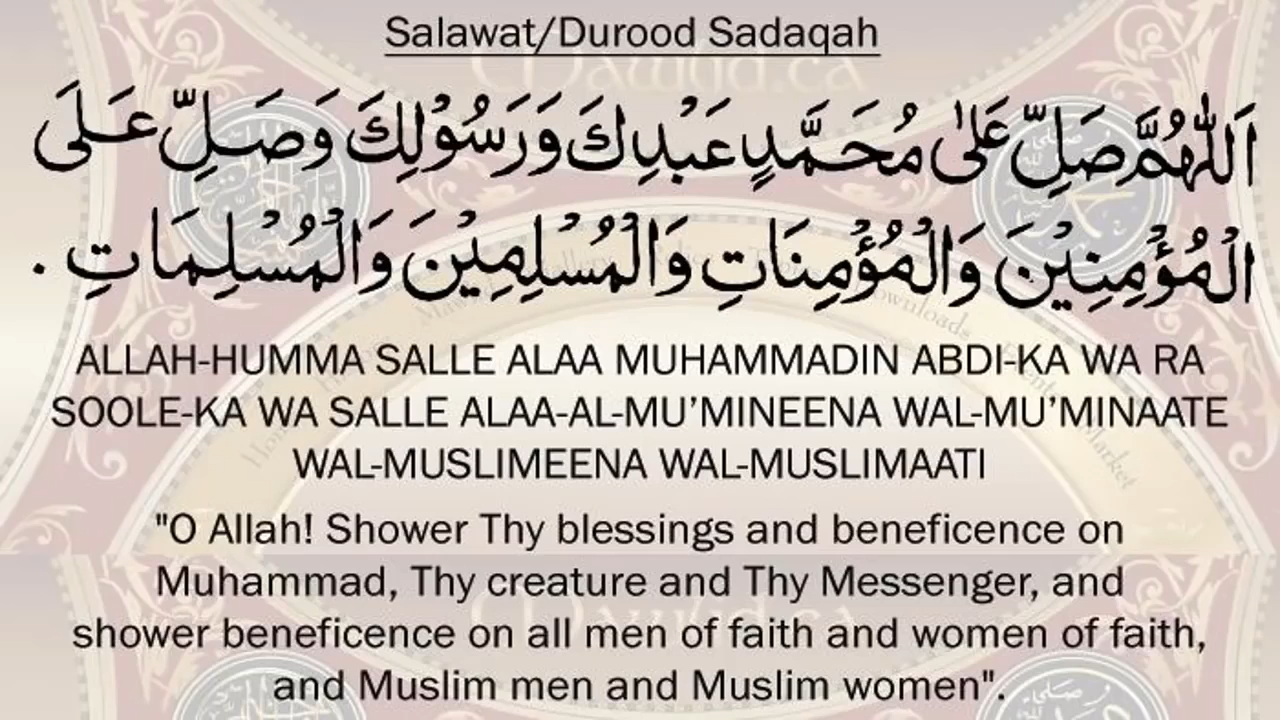 Salawat/Durood Sadaqah
اَللّٰهُمَّ صَلِّ عَلىٰ مُحَمَّدٍ عَبْدِكَ وَرَسُوْلِكَ وَصَلِّ عَلَى
الْمُؤْمِنِيْنَ وَالْمُؤْمِنَاتِ وَالْمُسْلِمِيْنَ وَالْمُسْلِمَاتِ .
ALLAH-HUMMA SALLE ALAA MUHAMMADIN ABDI-KA WA RA
SOOLE-KA WA SALLE ALAA-AL-MU’MINEENA WAL-MU’MINAATE
WAL-MUSLIMEENA WAL-MUSLIMAATI
"O Allah! Shower Thy blessings and beneficence on
Muhammad, Thy creature and Thy Messenger, and
shower beneficence on all men of faith and women of faith,
and Muslim men and Muslim women".